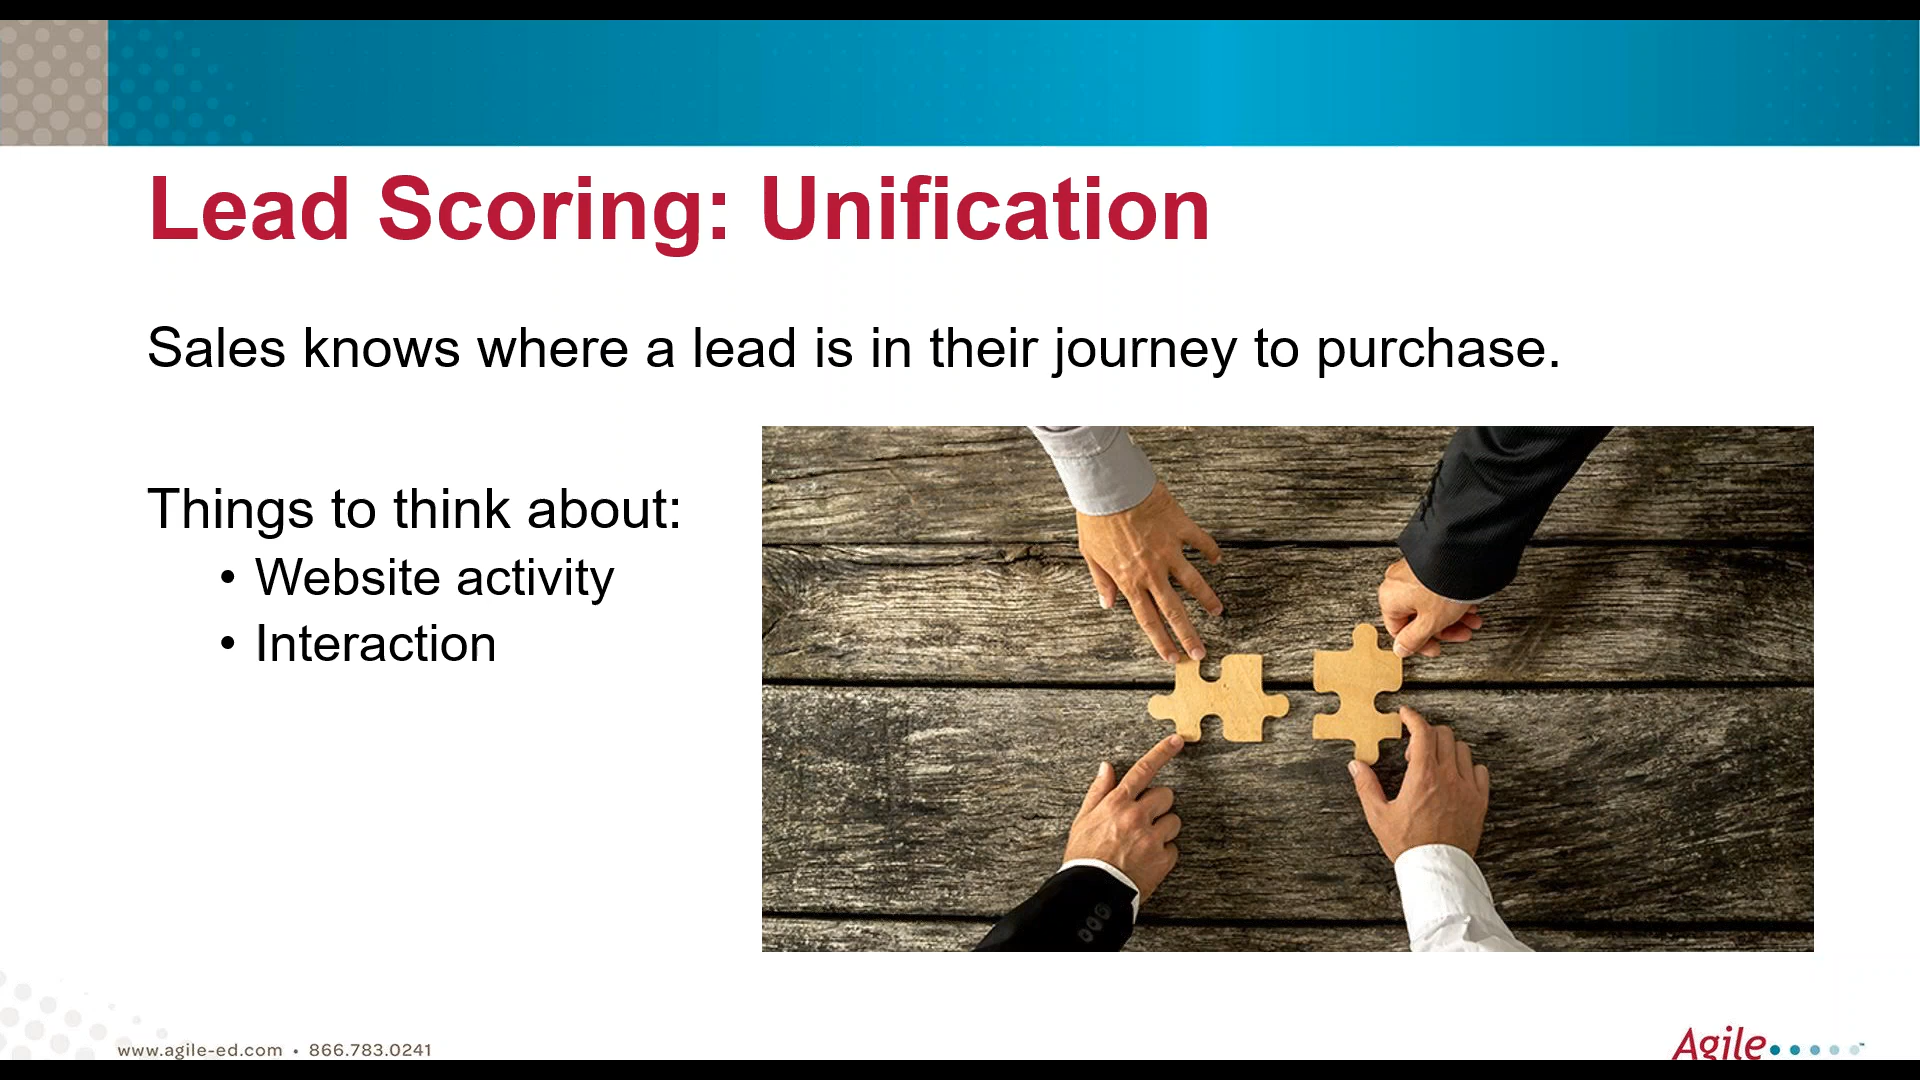 Lead Scoring: Unification
Sales knows where a lead is in their journey to purchase.
Things to think about:
• Website activity
• Interaction
www.agile-ed.com • 866.783.0241
Agile